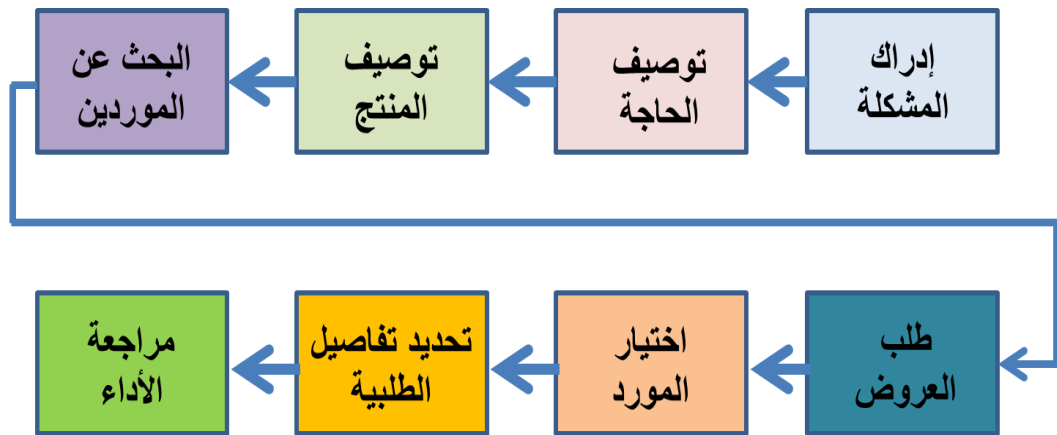 إدراك
المشكلة
توصيف
الحاجة
توصيف
المنتج
البحث عن
الموردين
طلب
العروض
اختيار
المورد
تحديد تفاصيل
الطلبية
مراجعة
الأداء